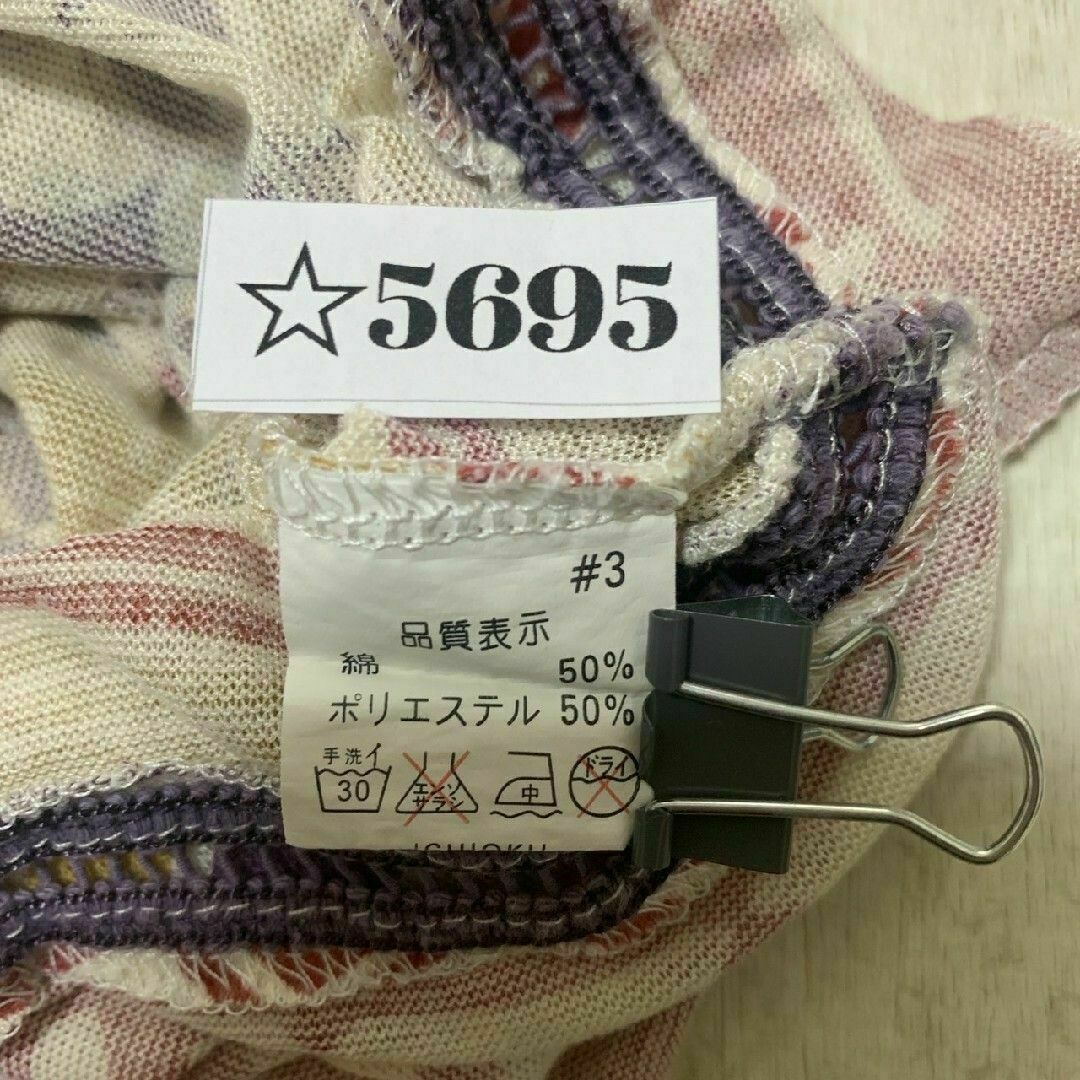 ☆5695
#3
品質表示
綿 50%
ポリエステル 50%
手洗イ
30 エンソサラシ 中 ドライ